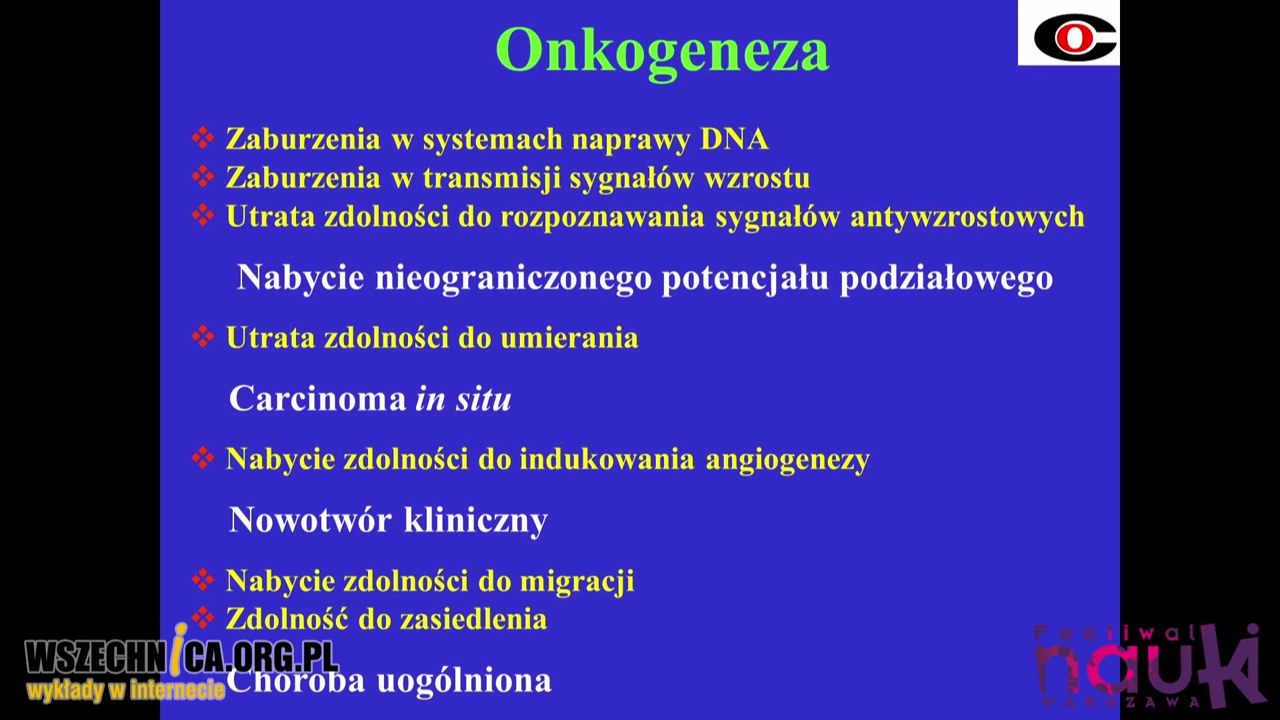 Onkogeneza
Zaburzenia w systemach naprawy DNA
Zaburzenia w transmisji sygnałów wzrostu
Utrata zdolności do rozpoznawania sygnałów antywzrostowych
Nabycie nieograniczonego potencjału podziałowego
Utrata zdolności do umierania
Carcinoma in situ
Nabycie zdolności do indukowania angiogenezy
Nowotwór kliniczny
Nabycie zdolności do migracji
Zdolność do zasiedlenia
Choroba uogólniona
WSZECHNICA.ORG.PL
wykłady w internecie
Festiwal
nauki
WARSZAWA